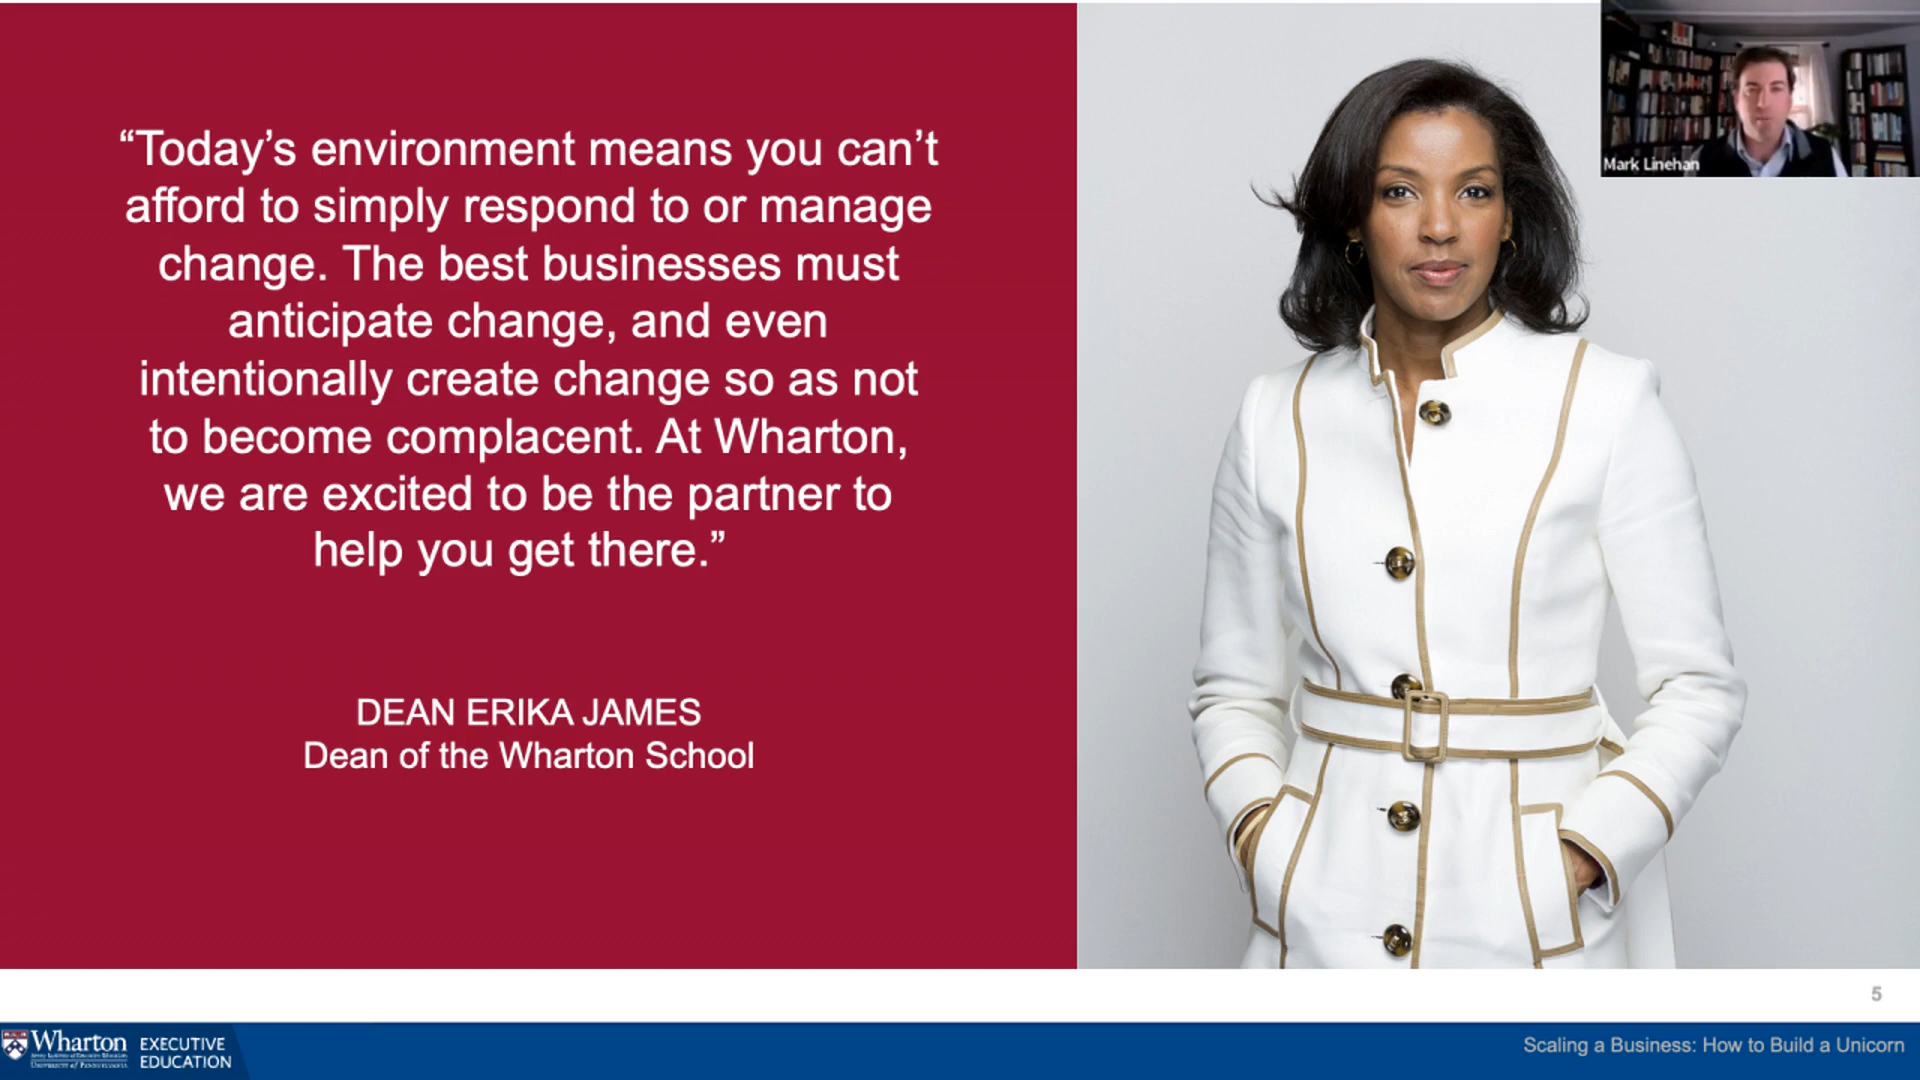 “Today’s environment means you can’t
afford to simply respond to or manage
change. The best businesses must
anticipate change, and even
intentionally create change so as not
to become complacent. At Wharton,
we are excited to be the partner to
help you get there.”
DEAN ERIKA JAMES
Dean of the Wharton School
Mark Linehan
5
Wharton
UNIVERSITY of PENNSYLVANIA
EXECUTIVE
EDUCATION
Scaling a Business: How to Build a Unicorn